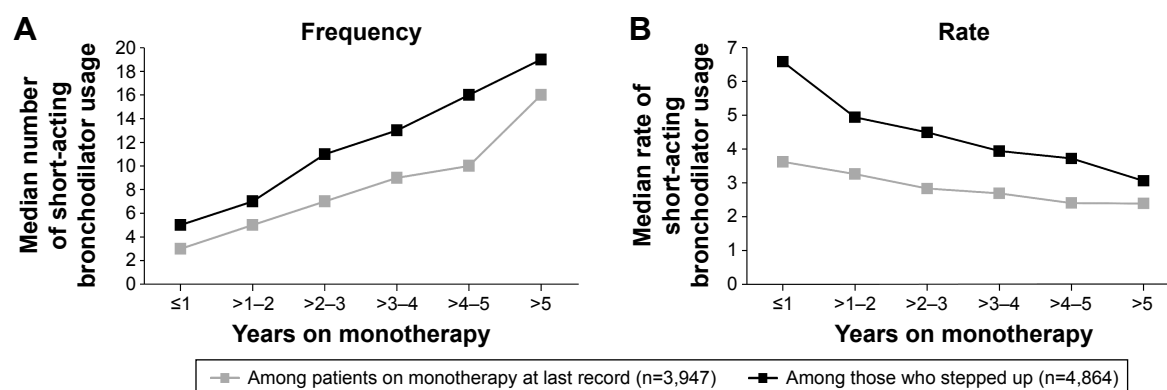 A
Frequency
Median number
of short-acting
bronchodilator usage
20
18
16
14
12
10
8
6
4
2
0
≤1 >1–2 >2–3 >3–4 >4–5 >5
Years on monotherapy
B
Rate
Median rate of
short-acting
bronchodilator usage
7
6
5
4
3
2
1
0
≤1 >1–2 >2–3 >3–4 >4–5 >5
Years on monotherapy
Among patients on monotherapy at last record (n=3,947) Among those who stepped up (n=4,864)